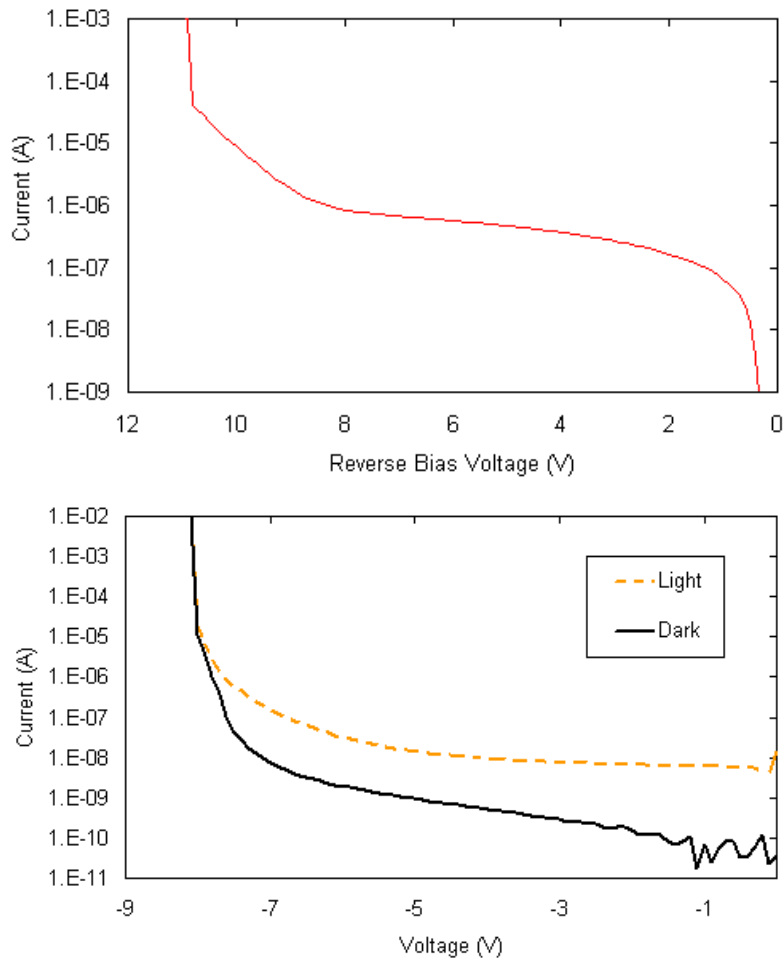 1.E-03
1.E-04
1.E-05
1.E-06
1.E-07
1.E-08
1.E-09
Current (A)
12 10 8 6 4 2 0
Reverse Bias Voltage (V)
1.E-02
1.E-03
1.E-04
1.E-05
1.E-06
1.E-07
1.E-08
1.E-09
1.E-10
1.E-11
Current (A)
Light
Dark
-9 -7 -5 -3 -1
Voltage (V)